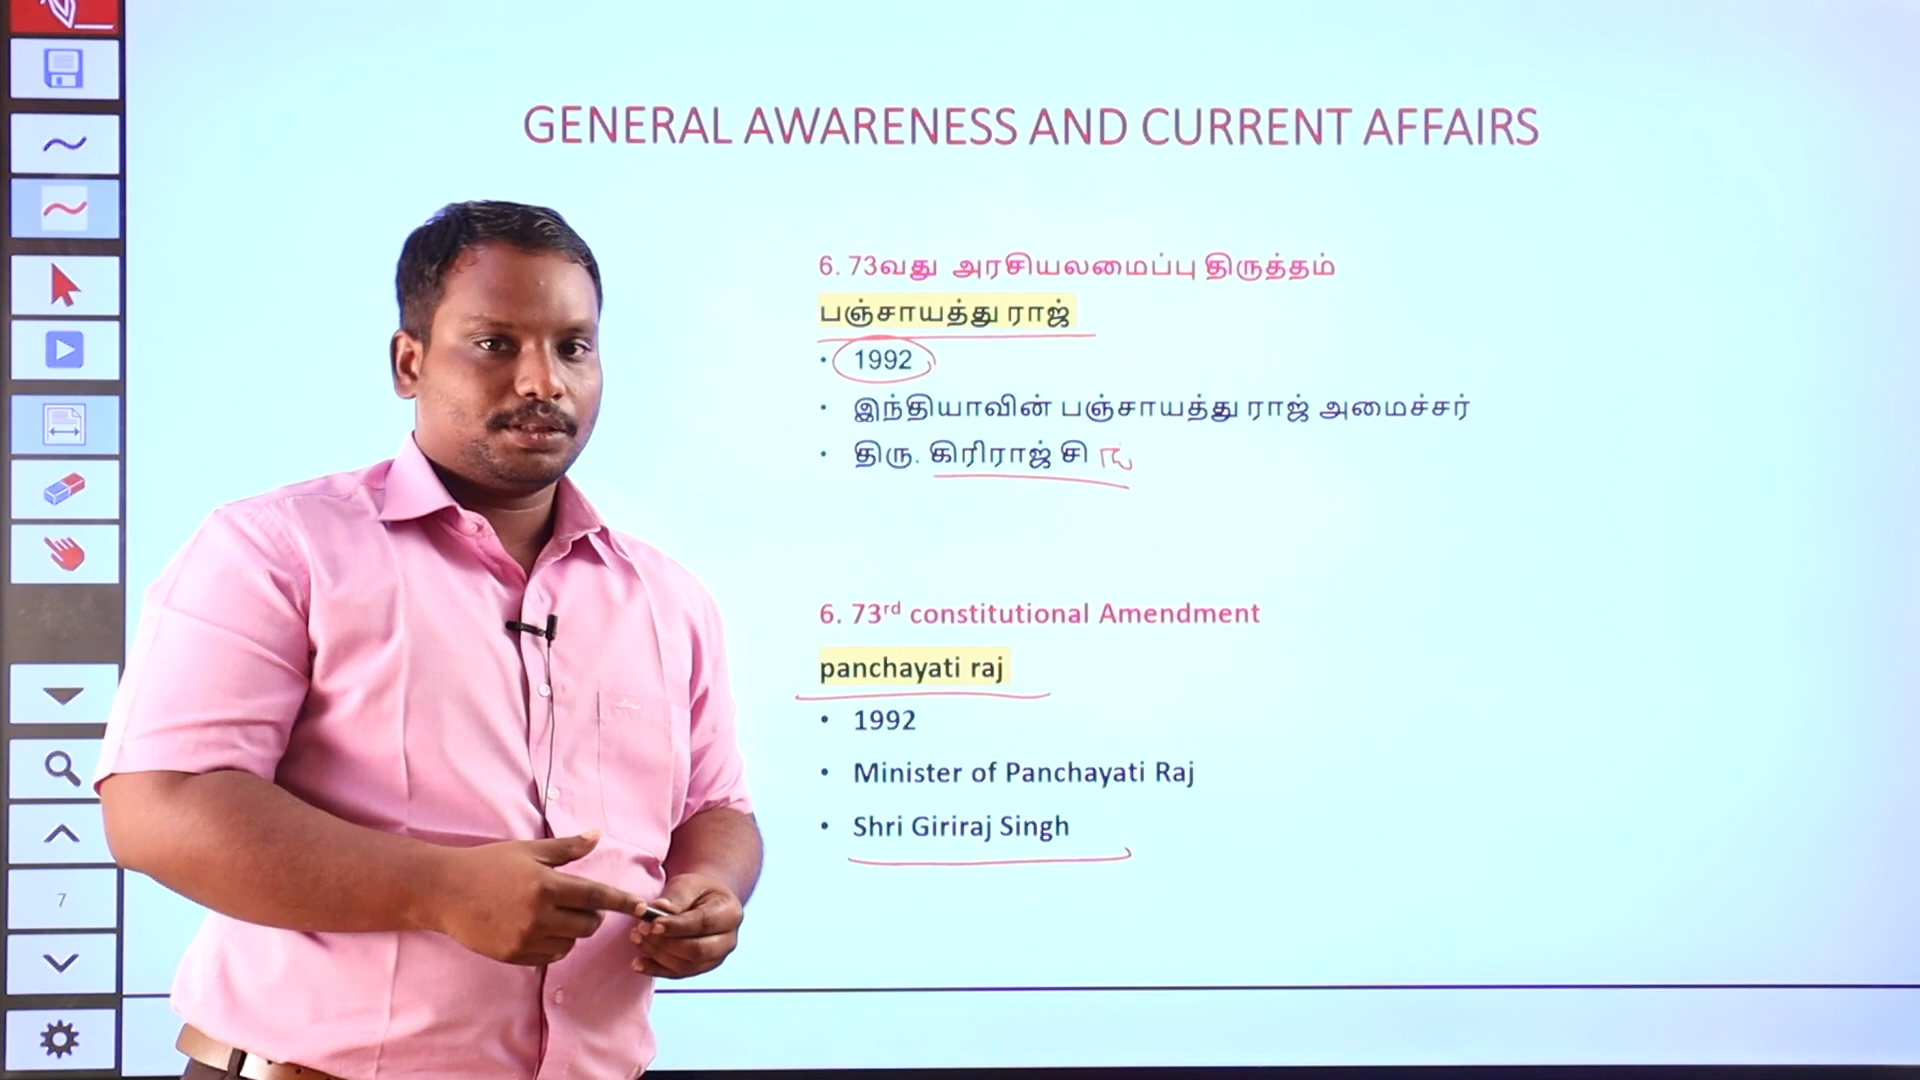 GENERAL AWARENESS AND CURRENT AFFAIRS
6. 73வது அரசியலமைப்பு திருத்தம்
பஞ்சாயத்து ராஜ்
• 1992
• இந்தியாவின் பஞ்சாயத்து ராஜ் அமைச்சர்
• திரு. கிரிராஜ் சி
6. 73rd constitutional Amendment
panchayati raj
• 1992
• Minister of Panchayati Raj
• Shri Giriraj Singh
7